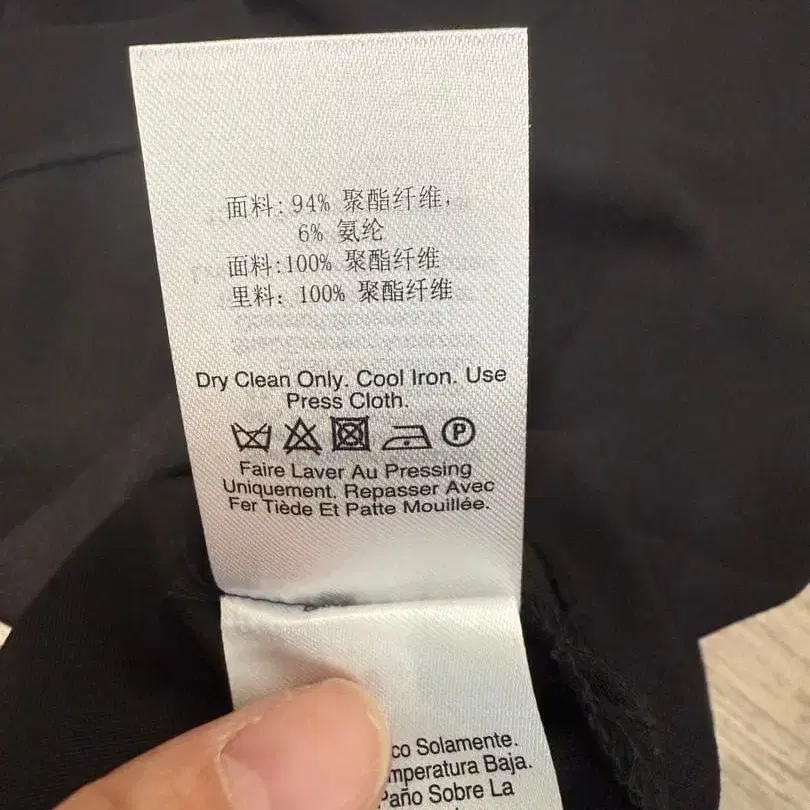 面料: 94% 聚酯纤维,
6% 氨纶
面料:100% 聚酯纤维
里料: 100% 聚酯纤维
Dry Clean Only. Cool Iron. Use
Press Cloth.
P
Faire Laver Au Pressing
Uniquement. Repasser Avec
Fer Tiède Et Patte Mouillée.
co Solamente.
mperatura Baja.
Paño Sobre La